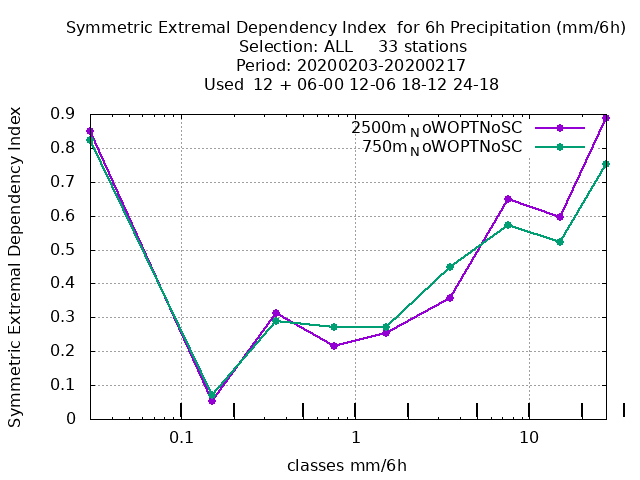 Symmetric Extremal Dependency Index  for 6h Precipitation (mm/6h)
Selection: ALL     33 stations
Period: 20200203-20200217
Used  12 + 06-00 12-06 18-12 24-18
Symmetric Extremal Dependency Index
0.9
0.8
0.7
0.6
0.5
0.4
0.3
0.2
0.1
0
2500m_NoWOPTNoSC
750m_NoWOPTNoSC
0.1 1 10
classes mm/6h